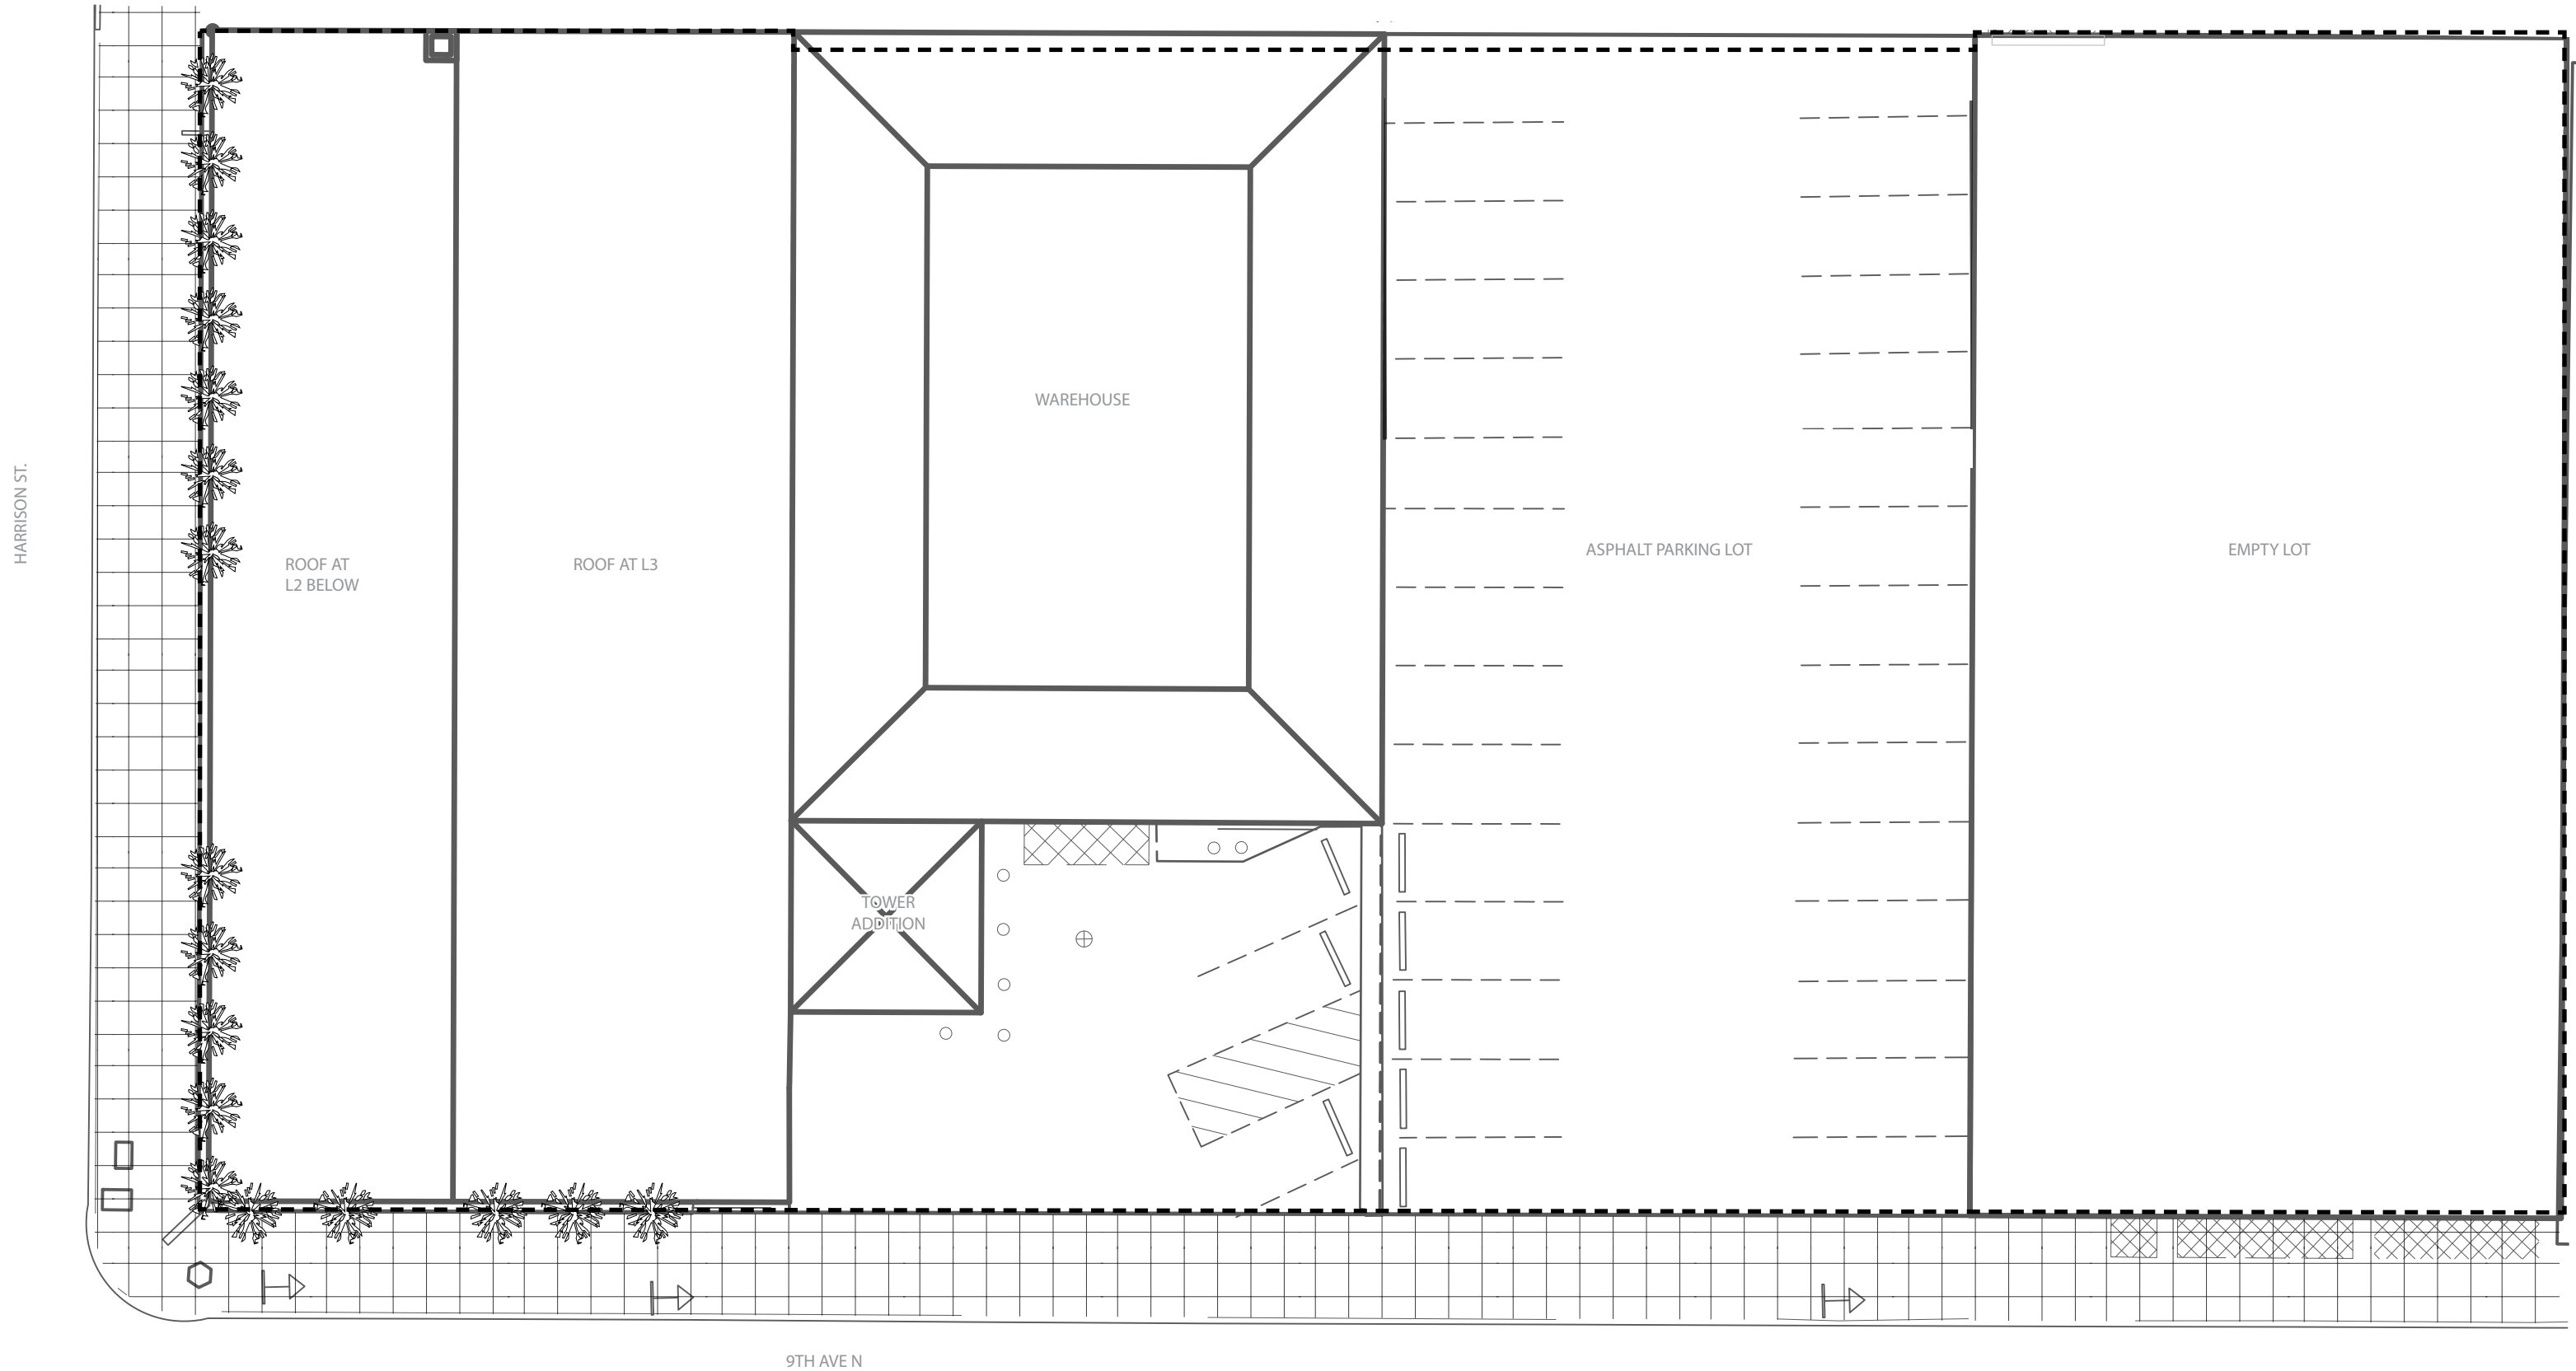 HARRISON ST.
ROOF AT
L2 BELOW
ROOF AT L3
WAREHOUSE
TOWER
ADDITION
ASPHALT PARKING LOT
EMPTY LOT
9TH AVE N